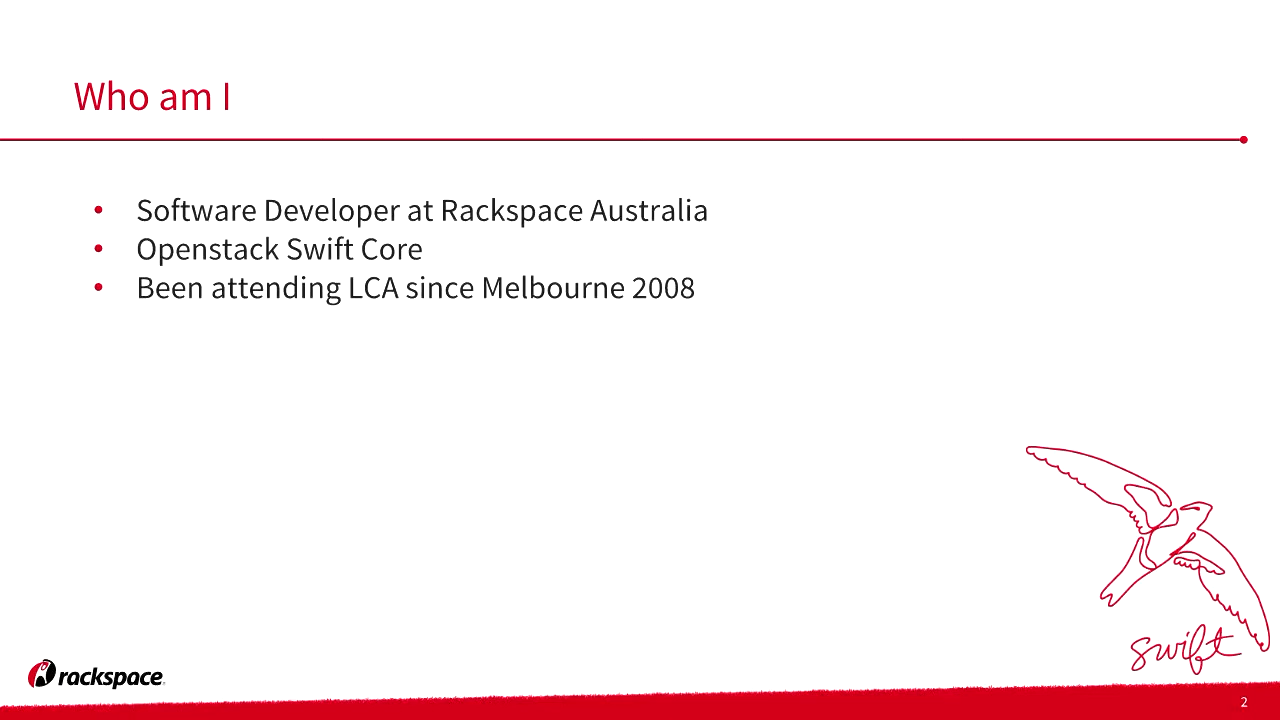 Who am I
• Software Developer at Rackspace Australia
• Openstack Swift Core
• Been attending LCA since Melbourne 2008
swift
rackspace
2